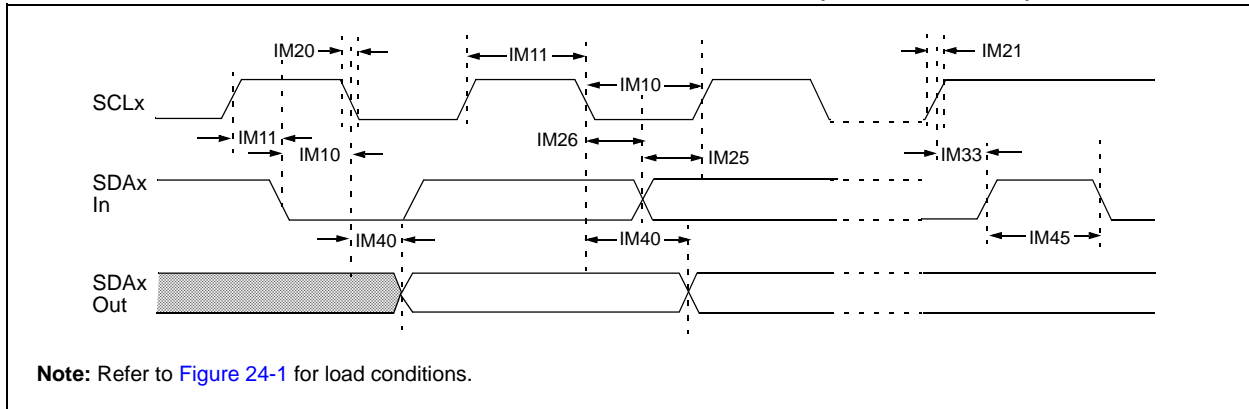 IM20
IM11
IM10
IM21
SCLx
IM11
IM10
IM26
IM25
IM33
SDAx
In
IM40
IM40
IM45
SDAx
Out
Note: Refer to Figure 24-1 for load conditions.